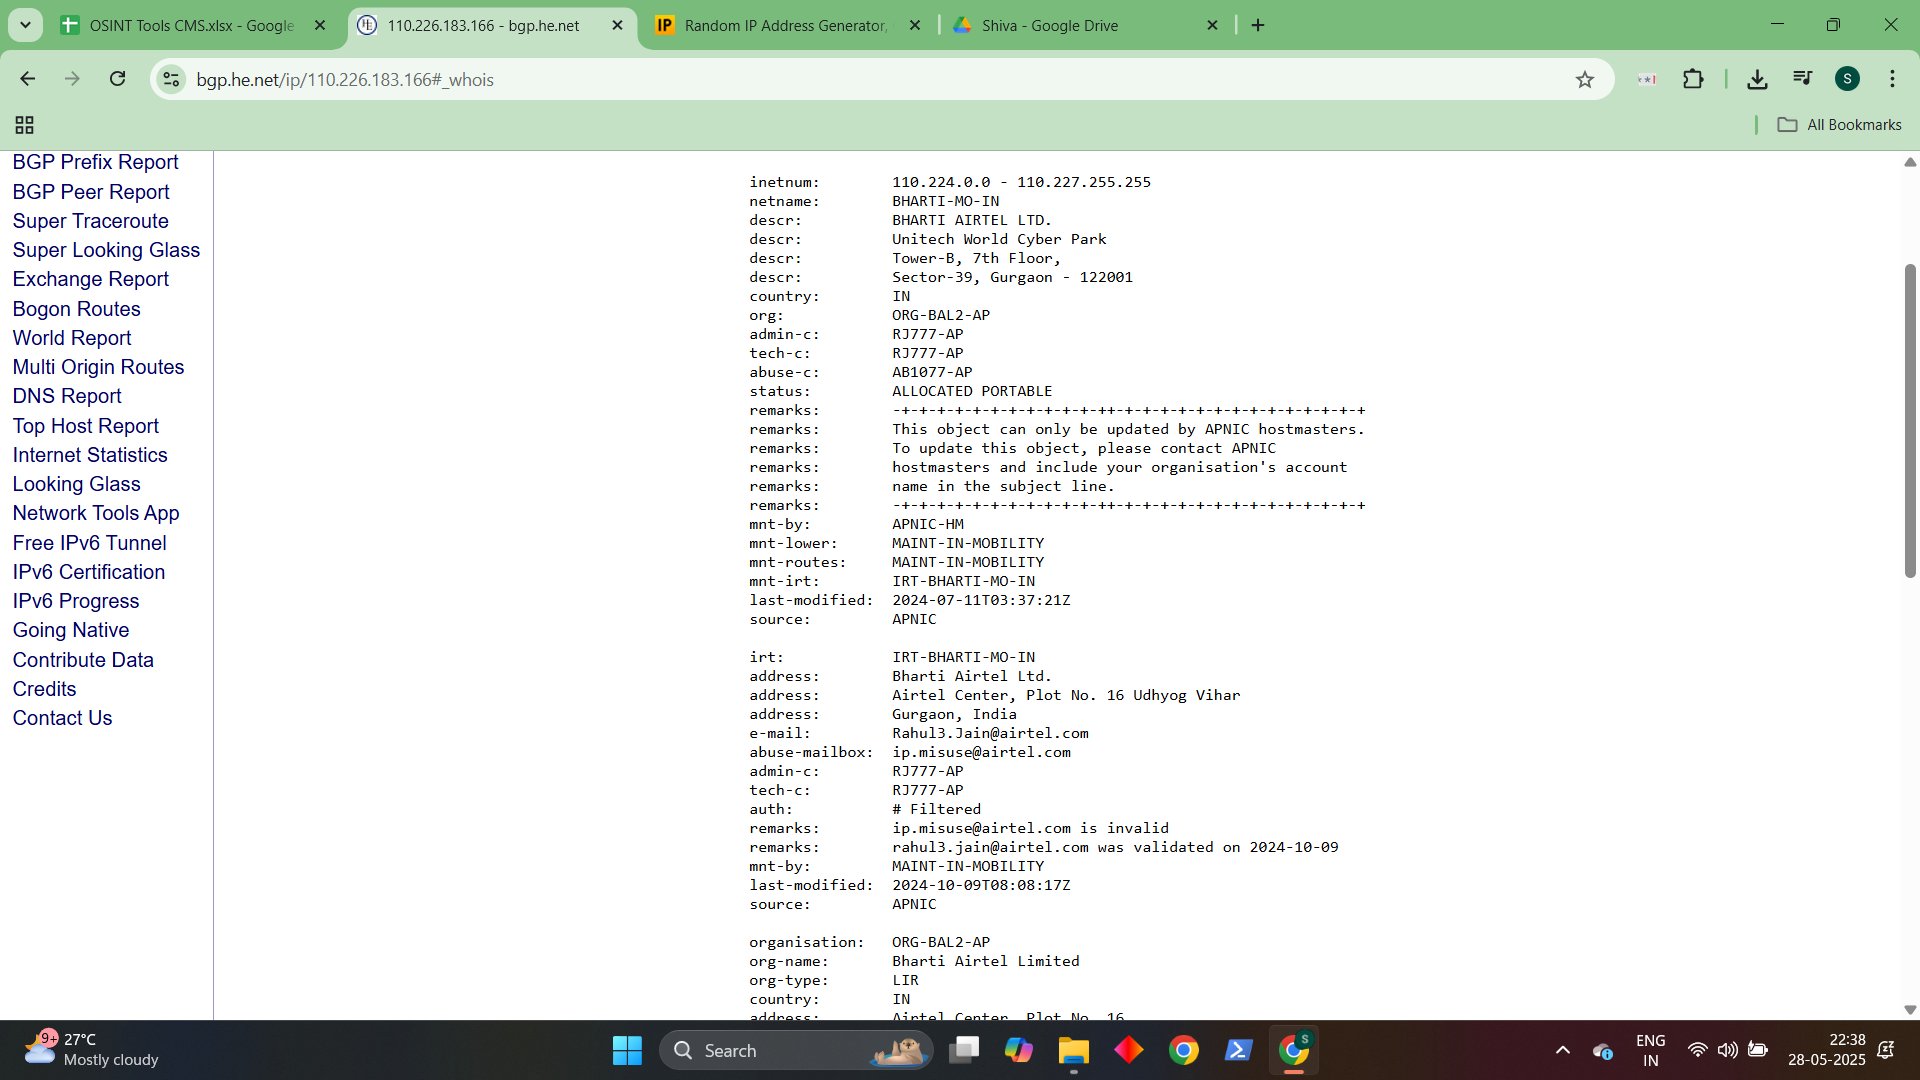 OSINT Tools CMS.xlsx - Google
110.226.183.166 - bgp.he.net
IP Random IP Address Generator,
Shiva - Google Drive
bgp.he.net/ip/110.226.183.166#_whois
S
All Bookmarks
BGP Prefix Report
BGP Peer Report
Super Traceroute
Super Looking Glass
Exchange Report
Bogon Routes
World Report
Multi Origin Routes
DNS Report
Top Host Report
Internet Statistics
Looking Glass
Network Tools App
Free IPv6 Tunnel
IPv6 Certification
IPv6 Progress
Going Native
Contribute Data
Credits
Contact Us
inetnum: 110.224.0.0 - 110.227.255.255
netname: BHARTI-MO-IN
descr: BHARTI AIRTEL LTD.
descr: Unitech World Cyber Park
descr: Tower-B, 7th Floor,
descr: Sector-39, Gurgaon - 122001
country: IN
org: ORG-BAL2-AP
admin-c: RJ777-AP
tech-c: RJ777-AP
abuse-c: AB1077-AP
status: ALLOCATED PORTABLE
remarks: -+-+-+-+-+-+-+-+-+-+-+-++-+-+-+-+-+-+-+-+-+-+-+-+-+-+
remarks: This object can only be updated by APNIC hostmasters.
remarks: To update this object, please contact APNIC
remarks: hostmasters and include your organisation's account
remarks: name in the subject line.
remarks: -+-+-+-+-+-+-+-+-+-+-+-++-+-+-+-+-+-+-+-+-+-+-+-+-+-+
mnt-by: APNIC-HM
mnt-lower: MAINT-IN-MOBILITY
mnt-routes: MAINT-IN-MOBILITY
mnt-irt: IRT-BHARTI-MO-IN
last-modified: 2024-07-11T03:37:21Z
source: APNIC
irt: IRT-BHARTI-MO-IN
address: Bharti Airtel Ltd.
address: Airtel Center, Plot No. 16 Udhyog Vihar
address: Gurgaon, India
e-mail: Rahul3.Jain@airtel.com
abuse-mailbox: ip.misuse@airtel.com
admin-c: RJ777-AP
tech-c: RJ777-AP
auth: # Filtered
remarks: ip.misuse@airtel.com is invalid
remarks: rahul3.jain@airtel.com was validated on 2024-10-09
mnt-by: MAINT-IN-MOBILITY
last-modified: 2024-10-09T08:08:17Z
source: APNIC
organisation: ORG-BAL2-AP
org-name: Bharti Airtel Limited
org-type: LIR
country: IN
address: Airtel Center, Plot No. 16
9+
27°C
Mostly cloudy
Search
S
ENG
IN
22:38
28-05-2025